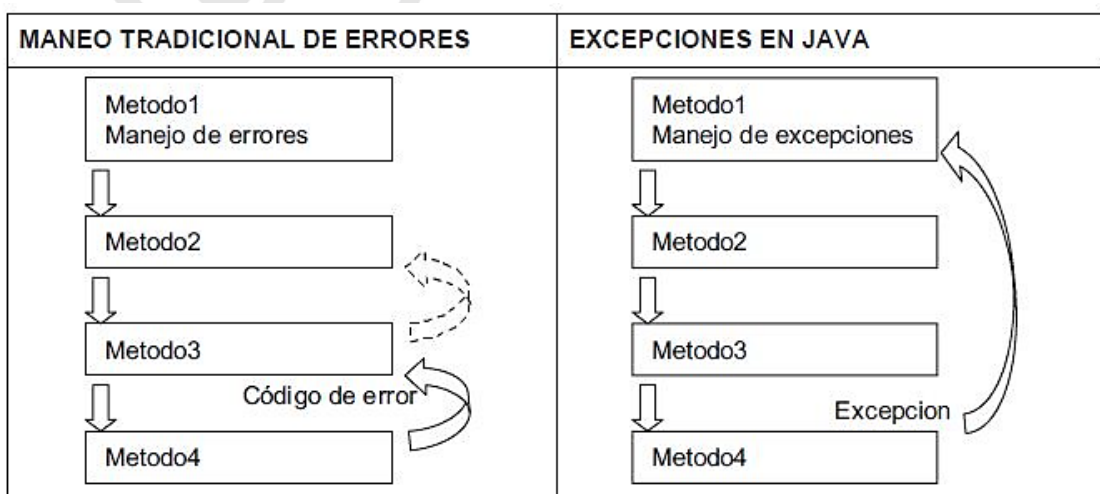 MANEO TRADICIONAL DE ERRORES
Metodo1
Manejo de errores
Metodo2
Metodo3
Código de error
Metodo4
EXCEPCIONES EN JAVA
Metodo1
Manejo de excepciones
Metodo2
Metodo3
Excepcion
Metodo4